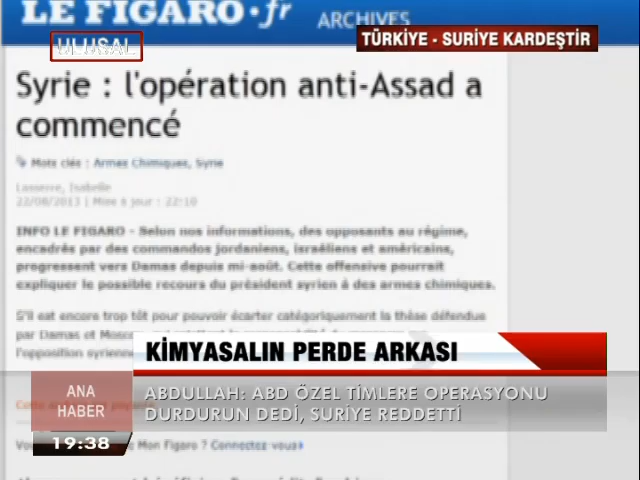 LE FIGARO·fr ARCHIVES
ULUSAL
TÜRKİYE - SURİYE KARDEŞTİR
Syrie : l'opération anti-Assad a
commencé
Mots clés : Armes Chimiques, Syrie
Lasserre, Isabelle
22/08/2013 | Mise à jour : 22:10
INFO LE FIGARO - Selon nos informations, des opposants au régime,
encadrés par des commandos jordaniens, israéliens et américains,
progressent vers Damas depuis mi-août. Cette offensive pourrait
expliquer le possible recours du président syrien à des armes chimiques.
S'il est encore trop tôt pour pouvoir écarter catégoriquement la thèse défendue
par Damas et
l'opposition
KİMYASALIN PERDE ARKASI
ANA
HABER
ABDULLAH: ABD ÖZEL TİMLERE OPERASYONU
DURDURUN DEDİ, SURİYE REDDETTİ
Mon Figaro ? Connectez-vous
19:38